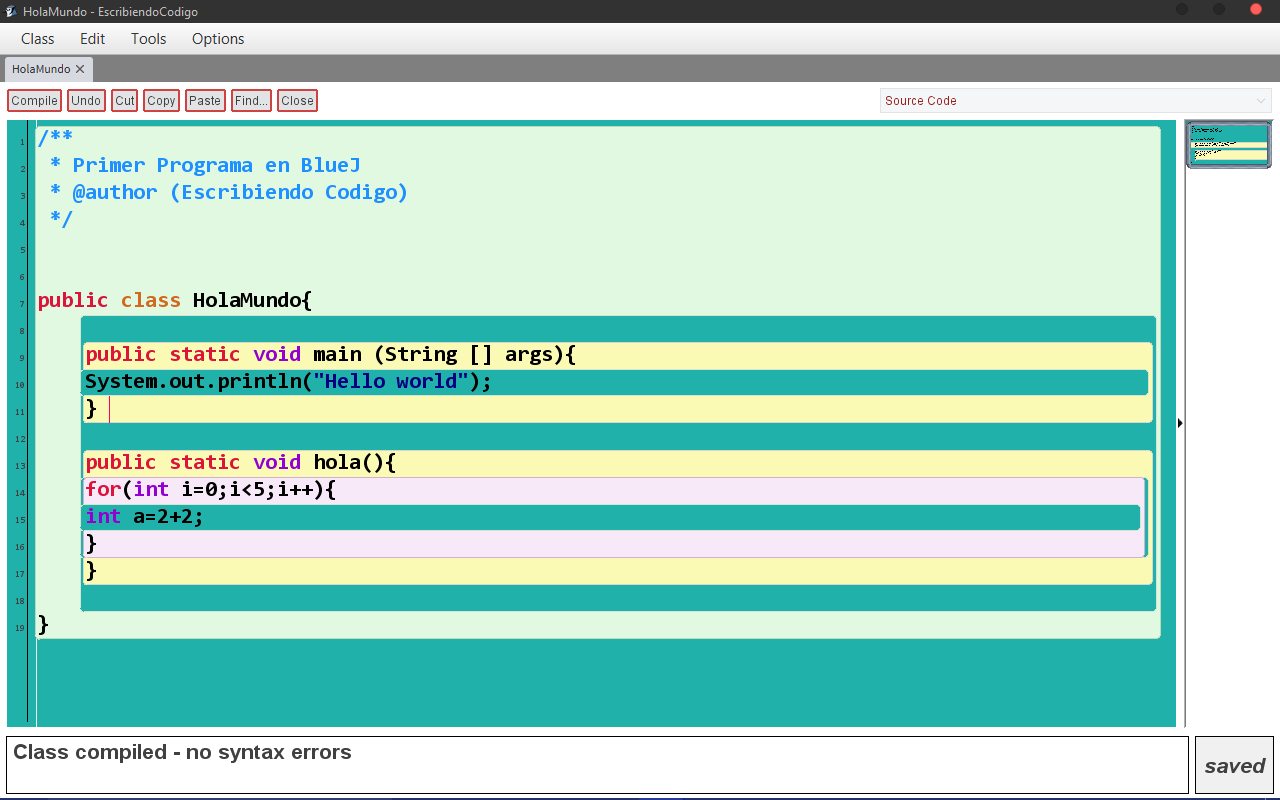 HolaMundo - EscribiendoCodigo
Class Edit Tools Options
HolaMundo
Compile Undo Cut Copy Paste Find... Close Source Code
1 /**
2 * Primer Programa en BlueJ
3 * @author (Escribiendo Codigo)
4 */
5
6
7 public class HolaMundo{
8
9 public static void main (String [] args){
10 System.out.println("Hello world");
11 }
12
13 public static void hola(){
14 for(int i=0;i<5;i++){
15 int a=2+2;
16 }
17 }
18
19 }
Class compiled - no syntax errors
saved